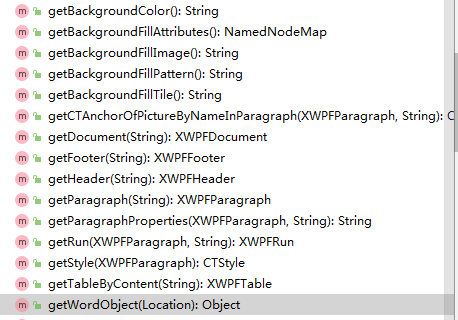 m getBackgroundColor(): String
m getBackgroundFillAttributes(): NamedNodeMap
m getBackgroundFillImage(): String
m getBackgroundFillPattern(): String
m getBackgroundFillTile(): String
m getCTAnchorOfPictureByNameInParagraph(XWPFParagraph, String): C
m getDocument(String): XWPFDocument
m getFooter(String): XWPFFooter
m getHeader(String): XWPFHeader
m getParagraph(String): XWPFParagraph
m getParagraphProperties(XWPFParagraph, String): String
m getRun(XWPFParagraph, String): XWPFRun
m getStyle(XWPFParagraph): CTStyle
m getTableByContent(String): XWPFTable
m getWordObject(Location): Object